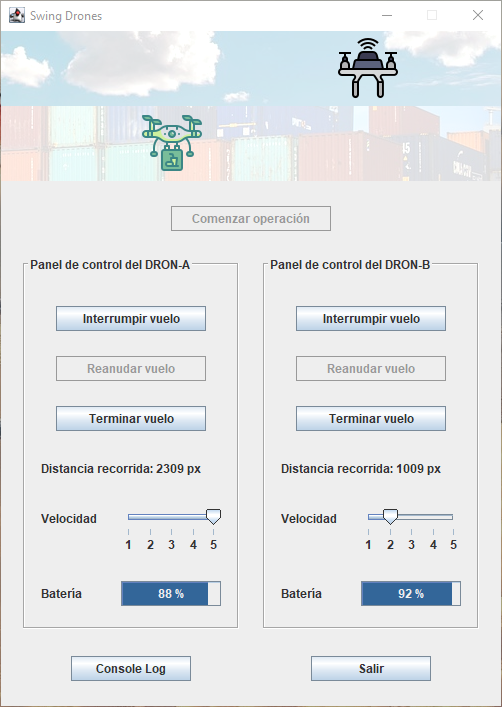 Swing Drones
Comenzar operación
Panel de control del DRON-A
Panel de control del DRON-B
Interrumpir vuelo
Interrumpir vuelo
Reanudar vuelo
Reanudar vuelo
Terminar vuelo
Terminar vuelo
Distancia recorrida: 2309 px
Distancia recorrida: 1009 px
Velocidad
1 2 3 4 5
Velocidad
1 2 3 4 5
Batería
88 %
Batería
92 %
Console Log
Salir